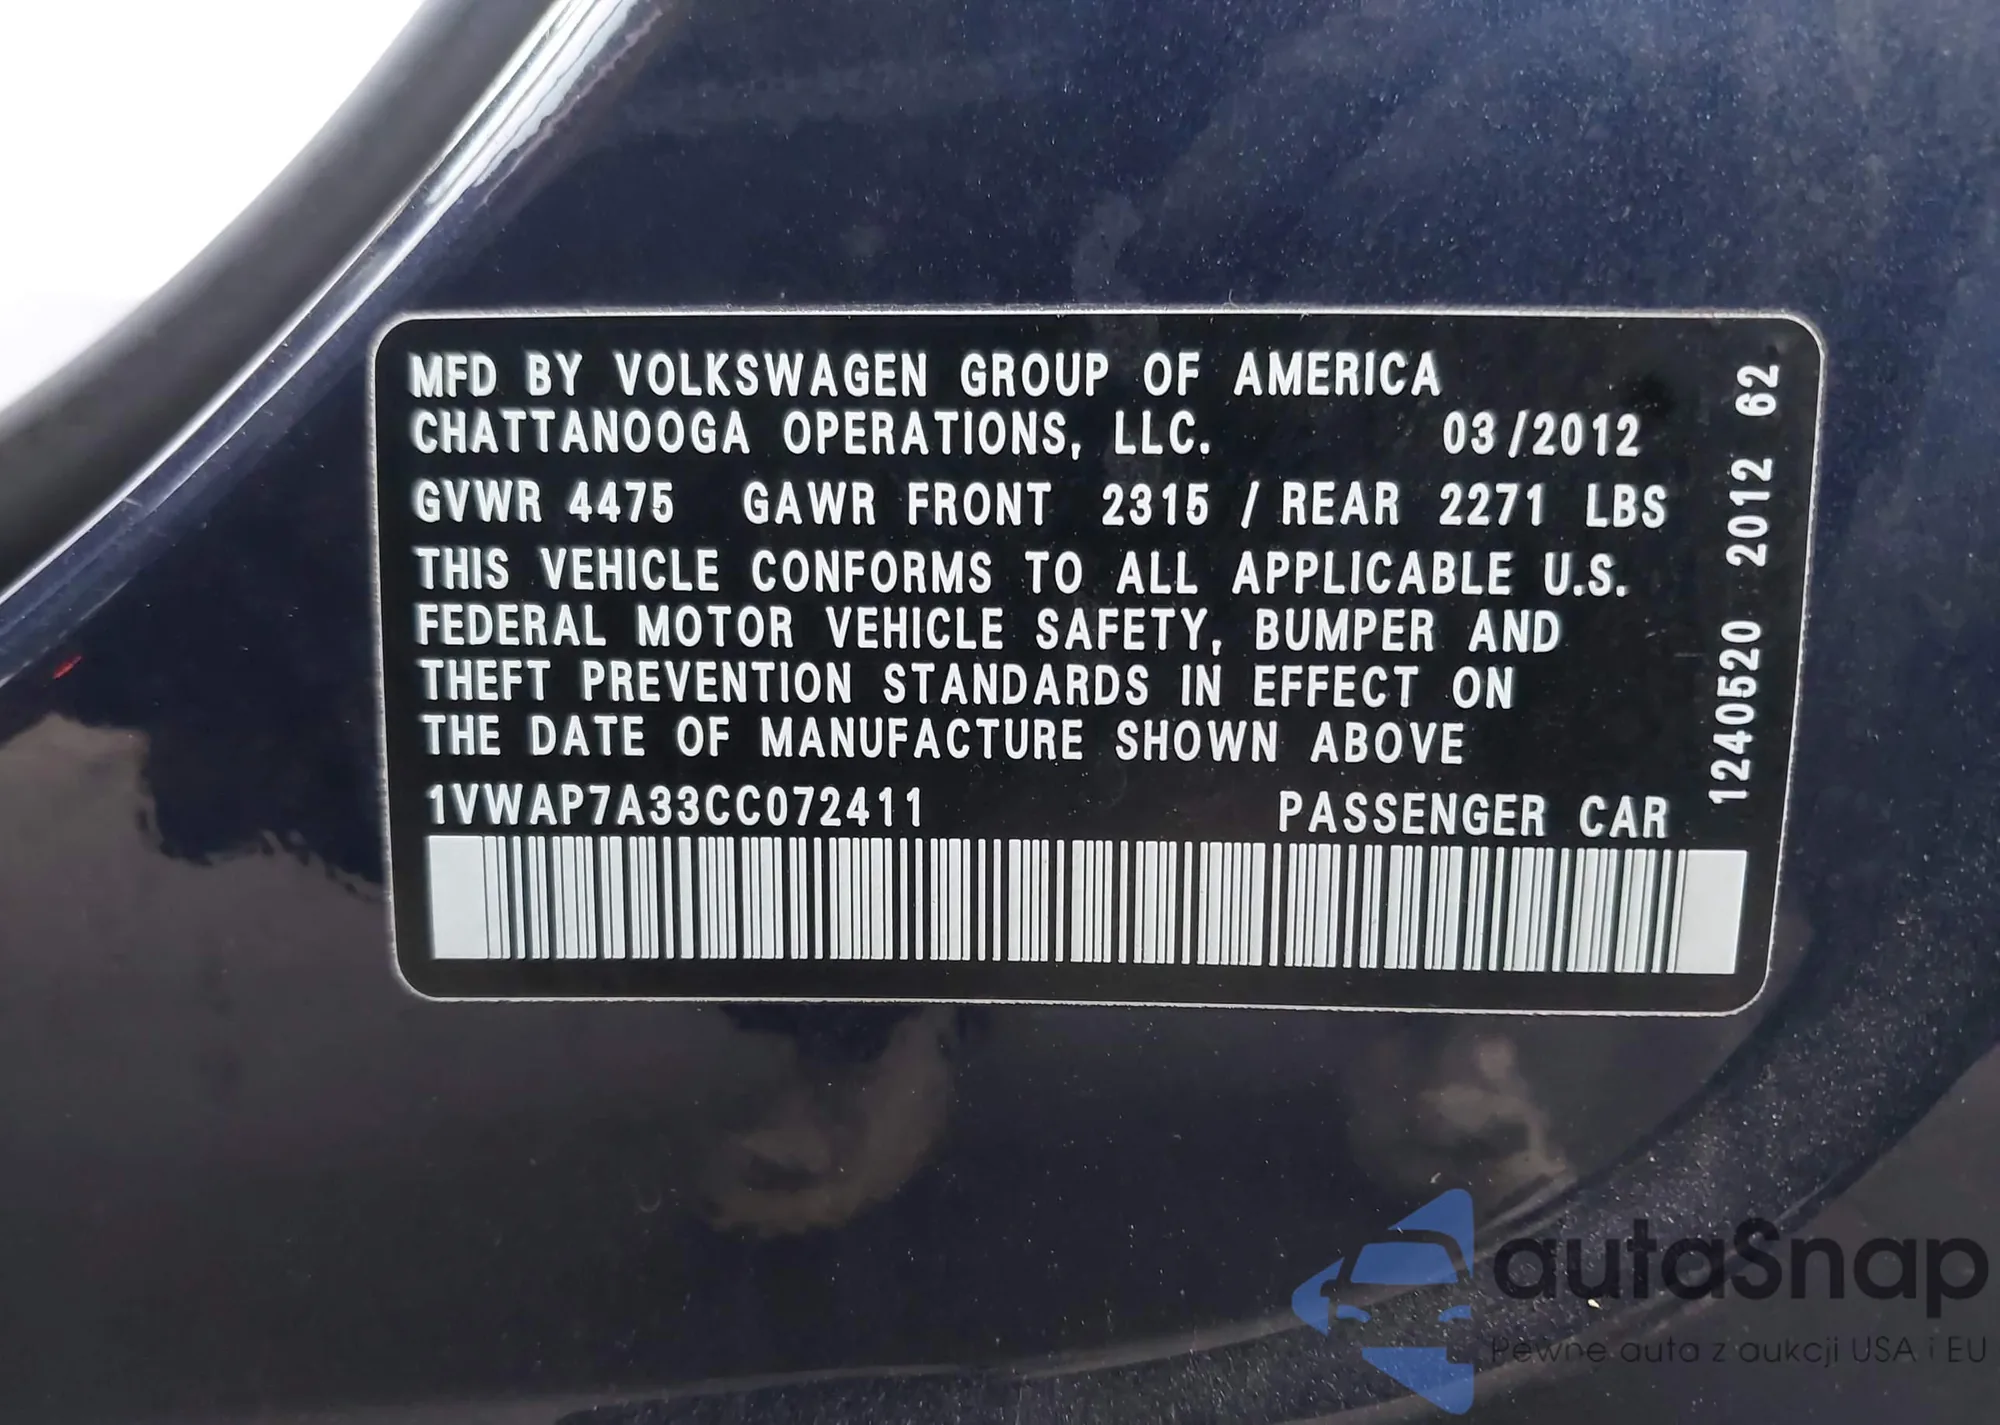 MFD BY VOLKSWAGEN GROUP OF AMERICA
CHATTANOOGA OPERATIONS, LLC. 03/2012
GVWR 4475 GAWR FRONT 2315 / REAR 2271 LBS
THIS VEHICLE CONFORMS TO ALL APPLICABLE U.S.
FEDERAL MOTOR VEHICLE SAFETY, BUMPER AND
THEFT PREVENTION STANDARDS IN EFFECT ON
THE DATE OF MANUFACTURE SHOWN ABOVE
1VWAP7A33CC072411 PASSENGER CAR
1240520 2012 62
autaSnap
Pewne auta z aukcji USA i EU